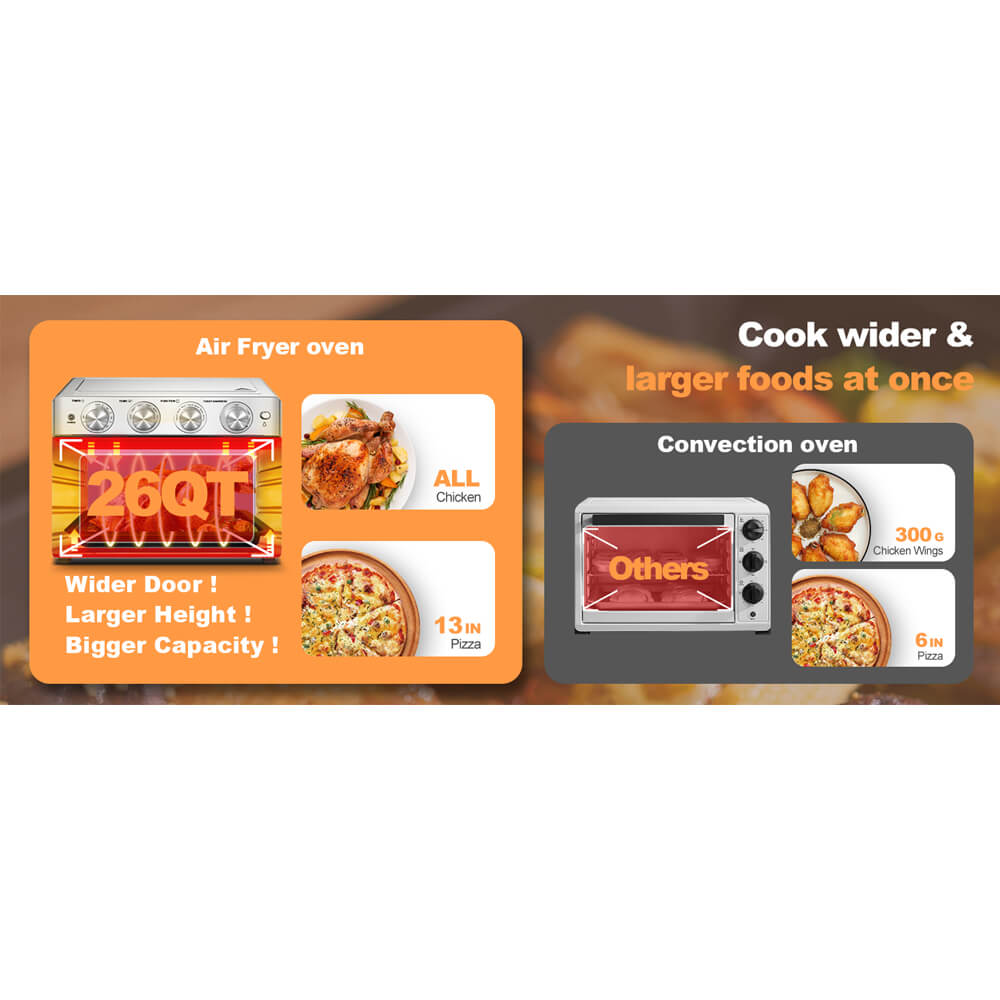 Air Fryer oven
26QT
ALL
Chicken
13 IN
Pizza
Wider Door !
Larger Height !
Bigger Capacity !
Cook wider &
larger foods at once
Convection oven
Others
300 G
Chicken Wings
6 IN
Pizza